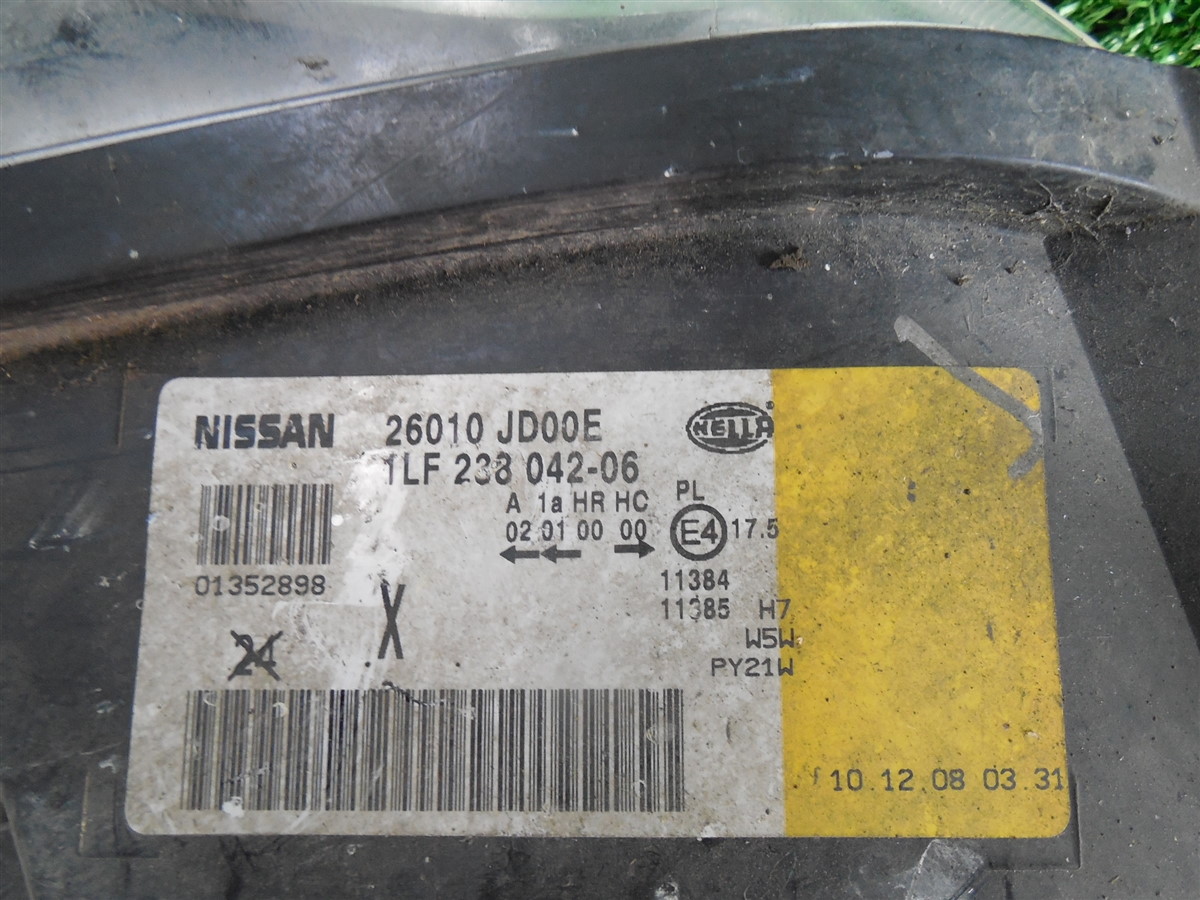 NISSAN 26010 JD00E HELLA ®
1LF 238 042-06
A 1a HR HC PL
02 01 00 00 E4 17.5
01352898 11384
11385 H7
X
24 W5W
PY21W
10.12.08 03.31